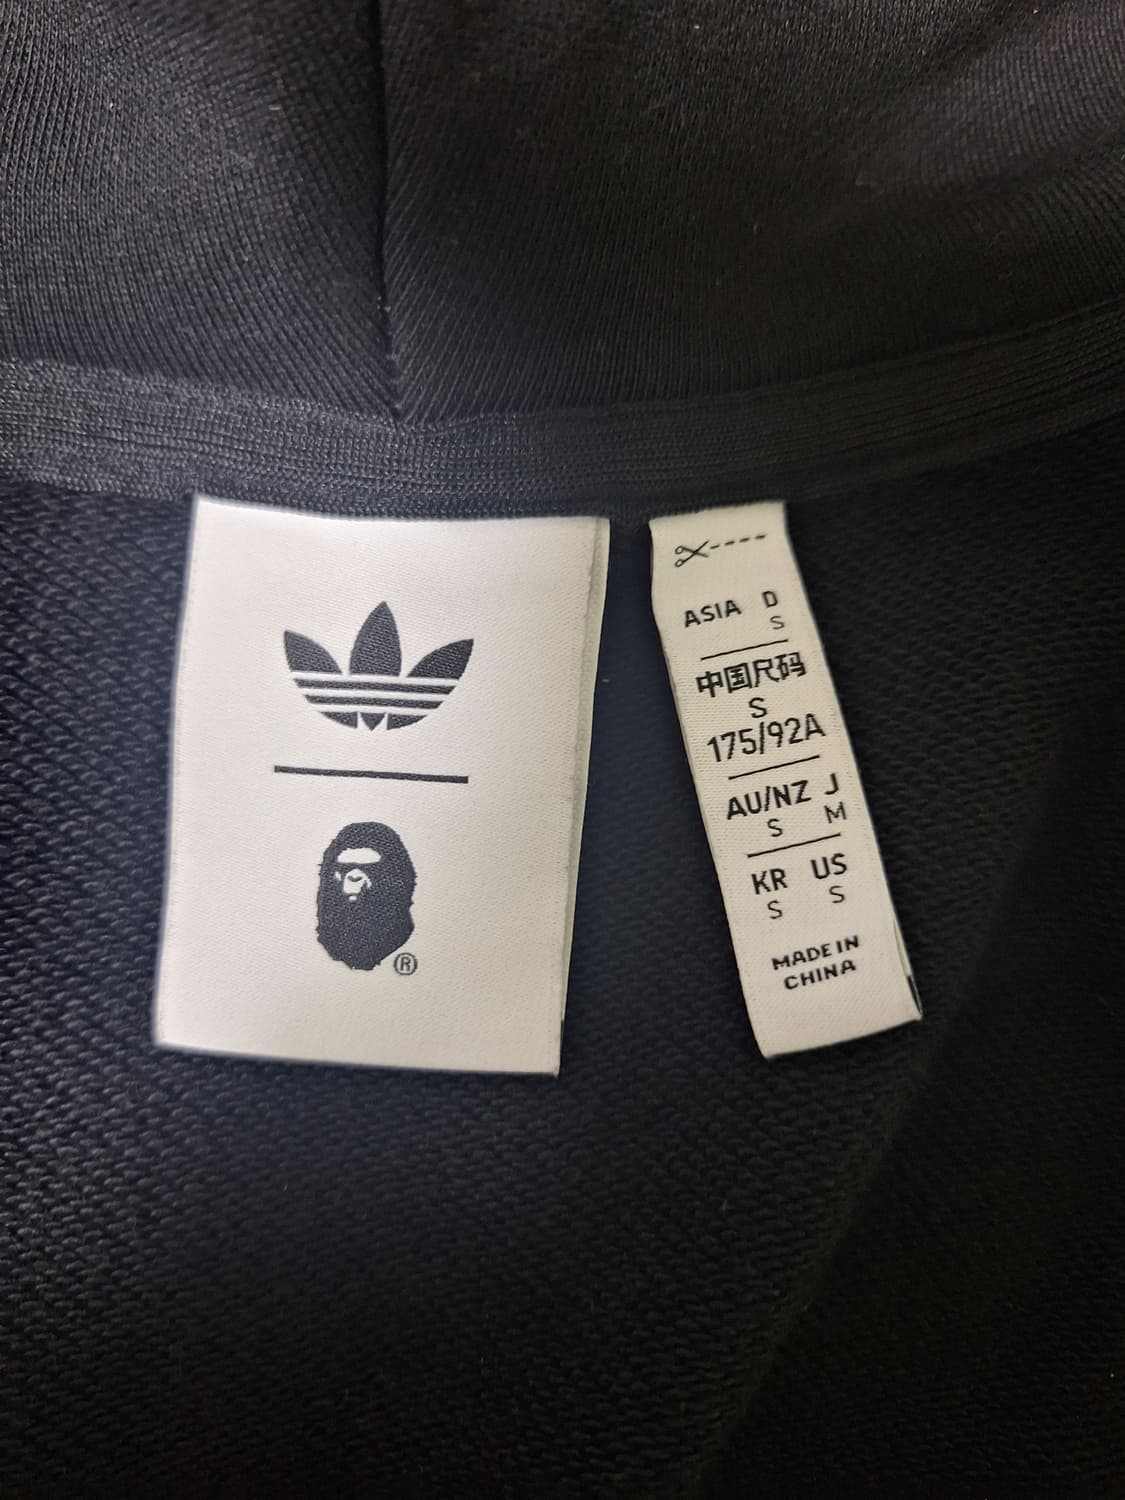 ®
ASIA D
S
中国尺码
S
175/92A
AU/NZ J
S M
KR US
S S
MADE IN
CHINA